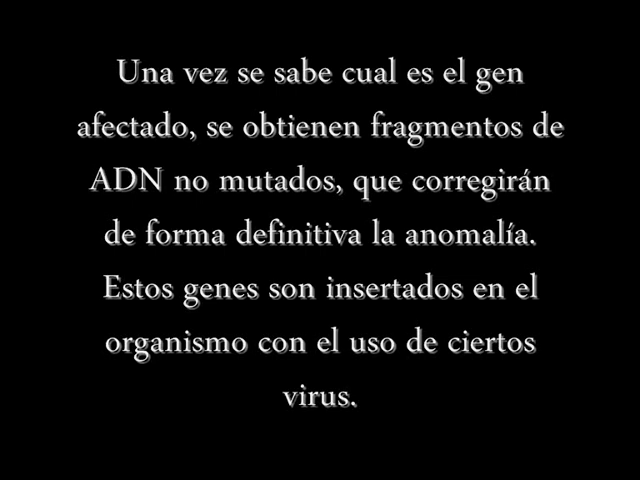 Una vez se sabe cual es el gen
afectado, se obtienen fragmentos de
ADN no mutados, que corregirán
de forma definitiva la anomalía.
Estos genes son insertados en el
organismo con el uso de ciertos
virus.